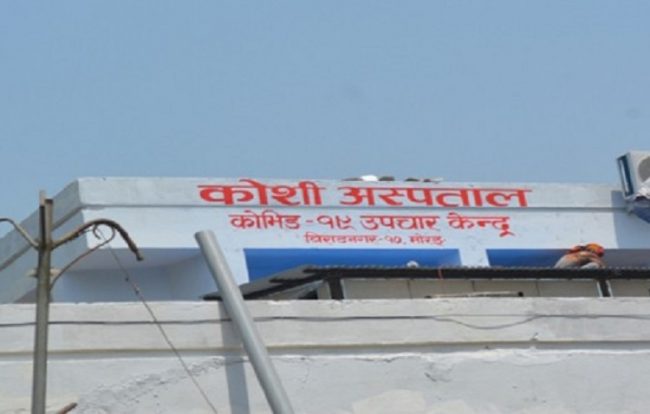 कोशी अस्पताल
कोभिड -१९ उपचार केन्द्र
विराटनगर-१०, मोरङ